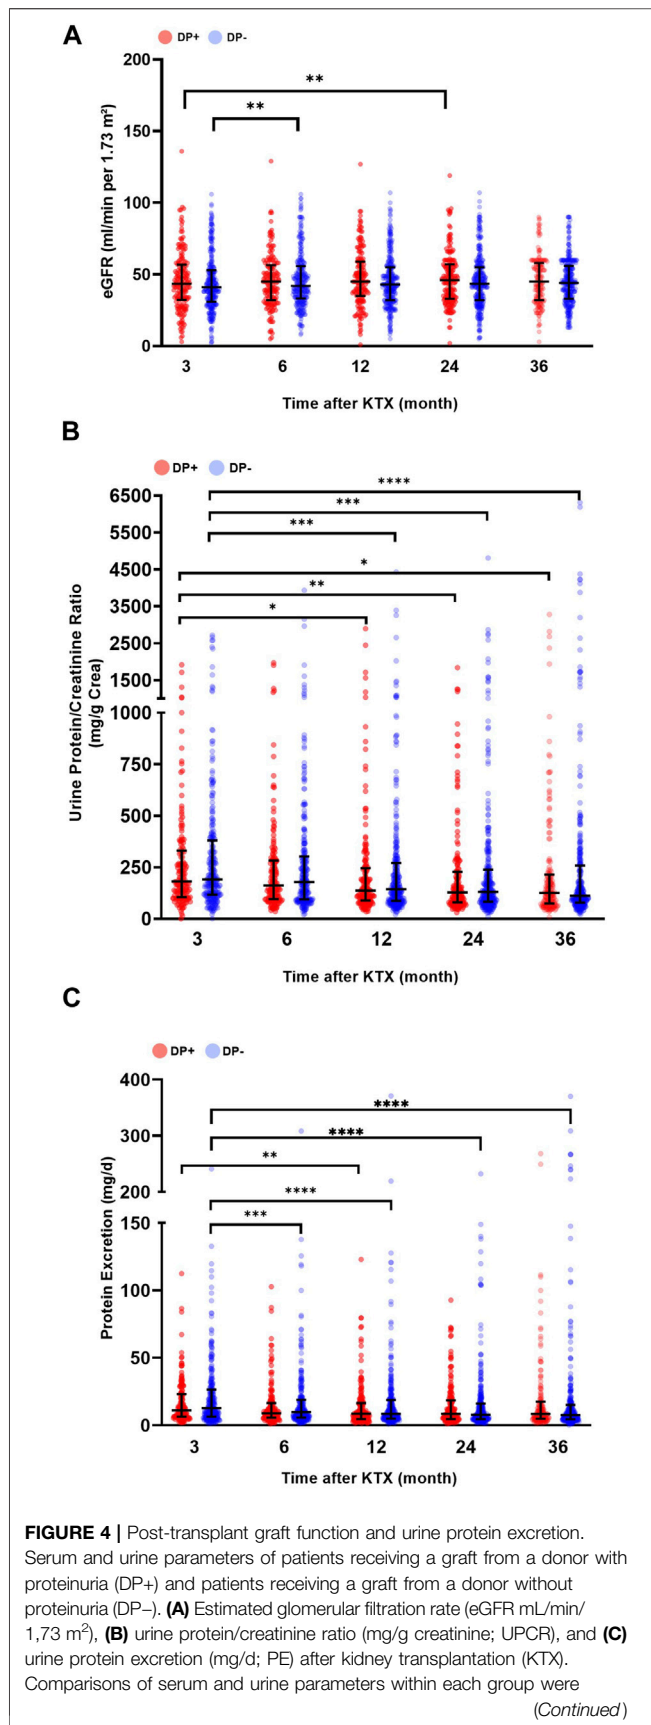 A
DP+ DP-
**
**
eGFR (ml/min per 1.73 m²)
200
150
100
50
0
3 6 12 24 36
Time after KTX (month)
B
DP+ DP-
****
***
***
*
**
*
Urine Protein/Creatinine Ratio
(mg/g Crea)
6500
5500
4500
3500
2500
1500
1000
750
500
250
0
3 6 12 24 36
Time after KTX (month)
C
DP+ DP-
****
****
**
****
***
Protein Excretion (mg/d)
400
300
200
150
100
50
0
3 6 12 24 36
Time after KTX (month)
FIGURE 4 | Post-transplant graft function and urine protein excretion.
Serum and urine parameters of patients receiving a graft from a donor with
proteinuria (DP+) and patients receiving a graft from a donor without
proteinuria (DP−). (A) Estimated glomerular filtration rate (eGFR mL/min/
1,73 m²), (B) urine protein/creatinine ratio (mg/g creatinine; UPCR), and (C)
urine protein excretion (mg/d; PE) after kidney transplantation (KTX).
Comparisons of serum and urine parameters within each group were
(Continued)